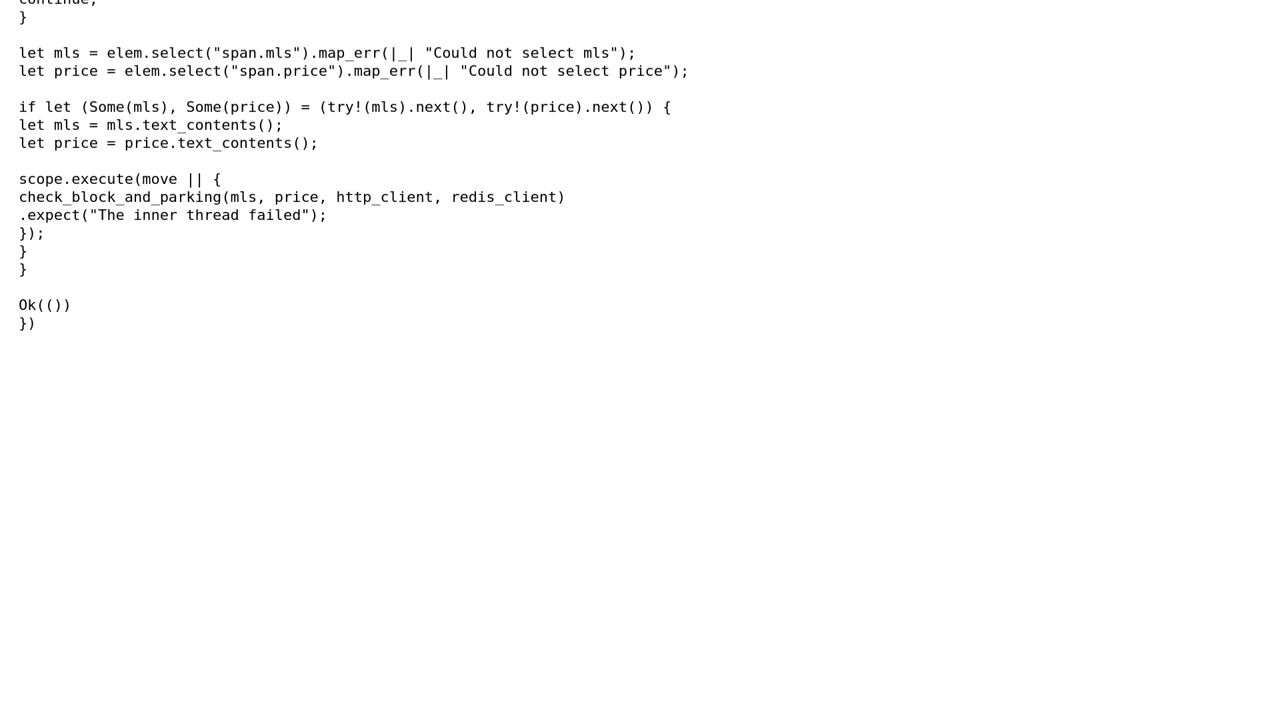 continue;
}

let mls = elem.select("span.mls").map_err(|_| "Could not select mls");
let price = elem.select("span.price").map_err(|_| "Could not select price");

if let (Some(mls), Some(price)) = (try!(mls).next(), try!(price).next()) {
let mls = mls.text_contents();
let price = price.text_contents();

scope.execute(move || {
check_block_and_parking(mls, price, http_client, redis_client)
.expect("The inner thread failed");
});
}
}

Ok(())
})